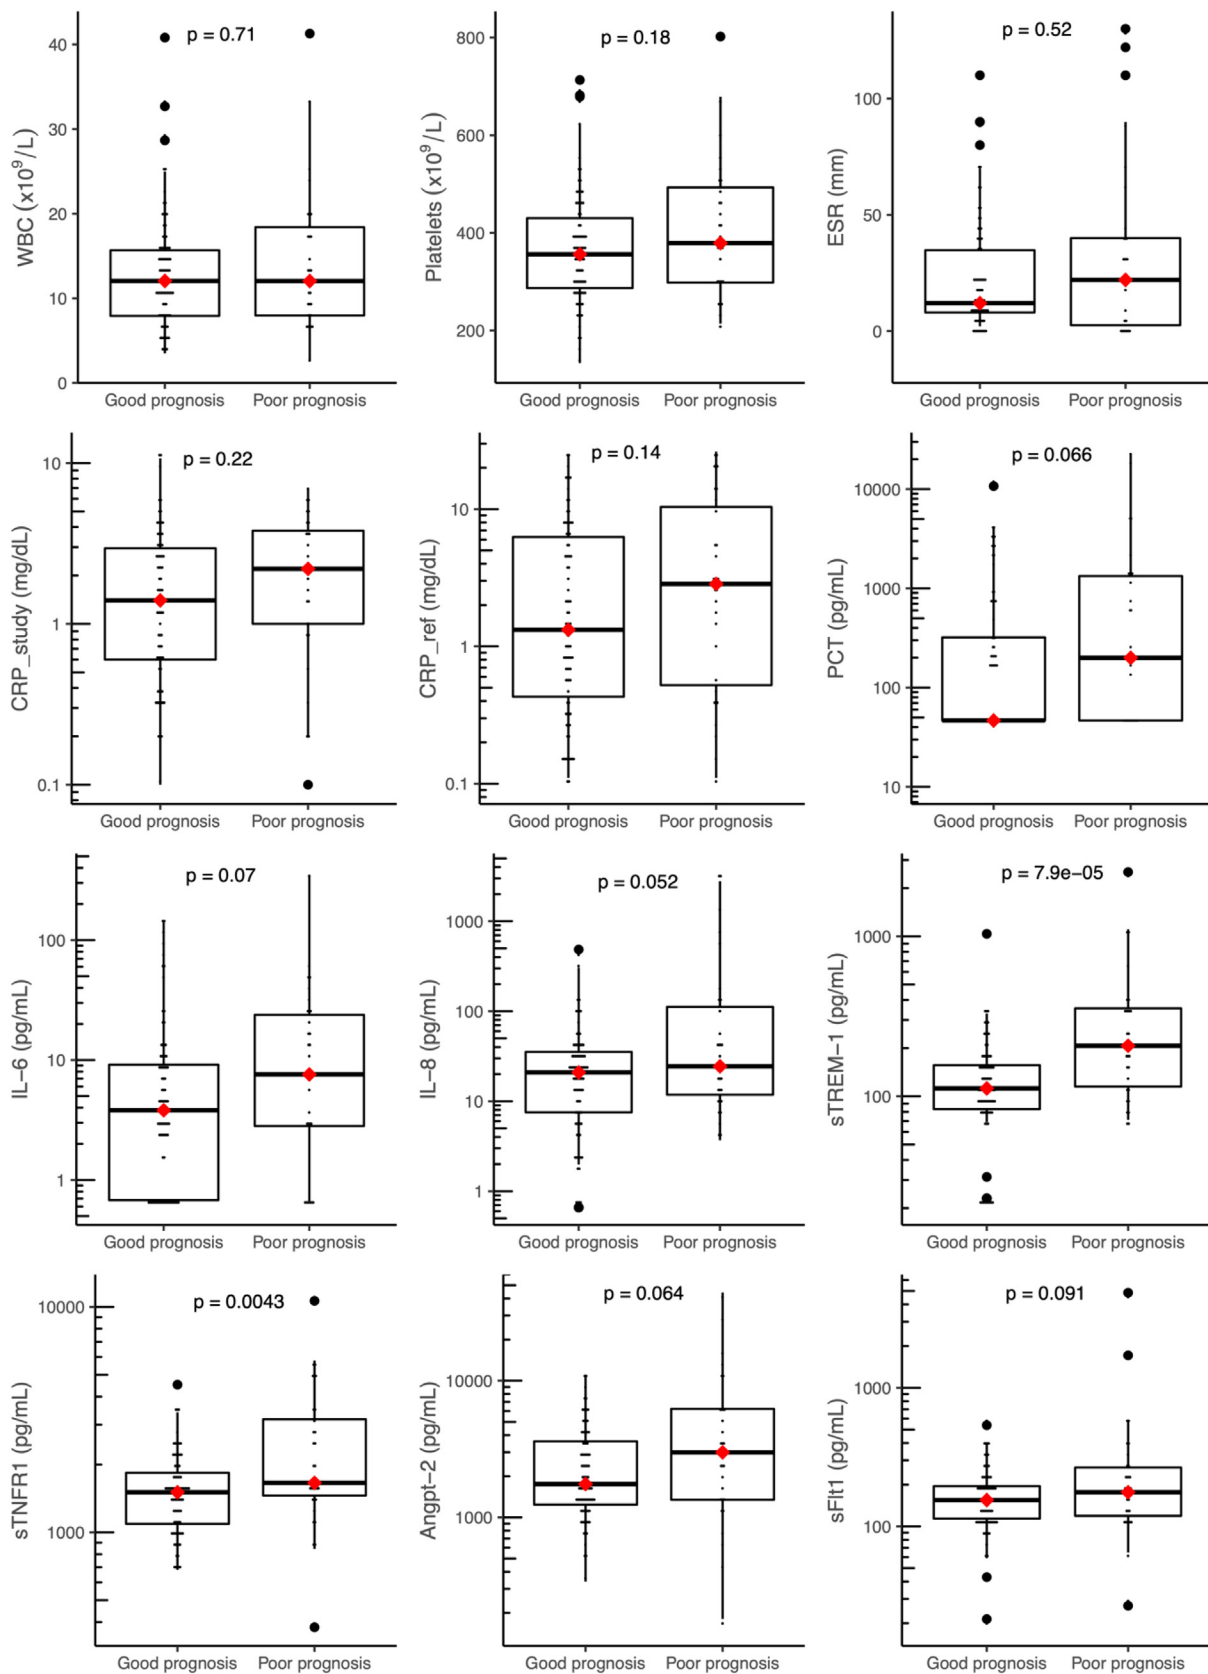 WBC (x10⁹/L)
40
30
20
10
0
p = 0.71
Good prognosis
Poor prognosis
Platelets (x10⁹/L)
800
600
400
200
p = 0.18
Good prognosis
Poor prognosis
ESR (mm)
100
50
0
p = 0.52
Good prognosis
Poor prognosis
CRP_study (mg/dL)
10
1
0.1
p = 0.22
Good prognosis
Poor prognosis
CRP_ref (mg/dL)
10
1
0.1
p = 0.14
Good prognosis
Poor prognosis
PCT (pg/mL)
10000
1000
100
10
p = 0.066
Good prognosis
Poor prognosis
IL−6 (pg/mL)
100
10
1
p = 0.07
Good prognosis
Poor prognosis
IL−8 (pg/mL)
1000
100
10
1
p = 0.052
Good prognosis
Poor prognosis
sTREM−1 (pg/mL)
1000
100
p = 7.9e−05
Good prognosis
Poor prognosis
sTNFR1 (pg/mL)
10000
1000
p = 0.0043
Good prognosis
Poor prognosis
Angpt−2 (pg/mL)
10000
1000
p = 0.064
Good prognosis
Poor prognosis
sFlt1 (pg/mL)
1000
100
p = 0.091
Good prognosis
Poor prognosis